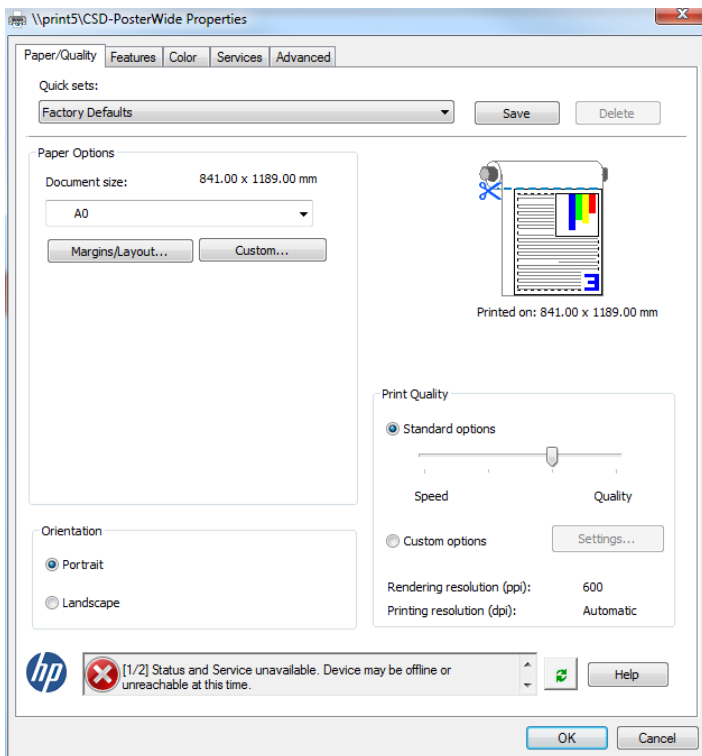 \\print5\CSD-PosterWide Properties
Paper/Quality Features Color Services Advanced
Quick sets:
Factory Defaults
Save
Delete
Paper Options
Document size: 841.00 x 1189.00 mm
A0
Margins/Layout...
Custom...
3
Printed on: 841.00 x 1189.00 mm
Print Quality
Standard options
Speed
Quality
Custom options
Settings...
Rendering resolution (ppi): 600
Printing resolution (dpi): Automatic
Orientation
Portrait
Landscape
hp
[1/2] Status and Service unavailable. Device may be offline or
unreachable at this time.
Help
OK
Cancel